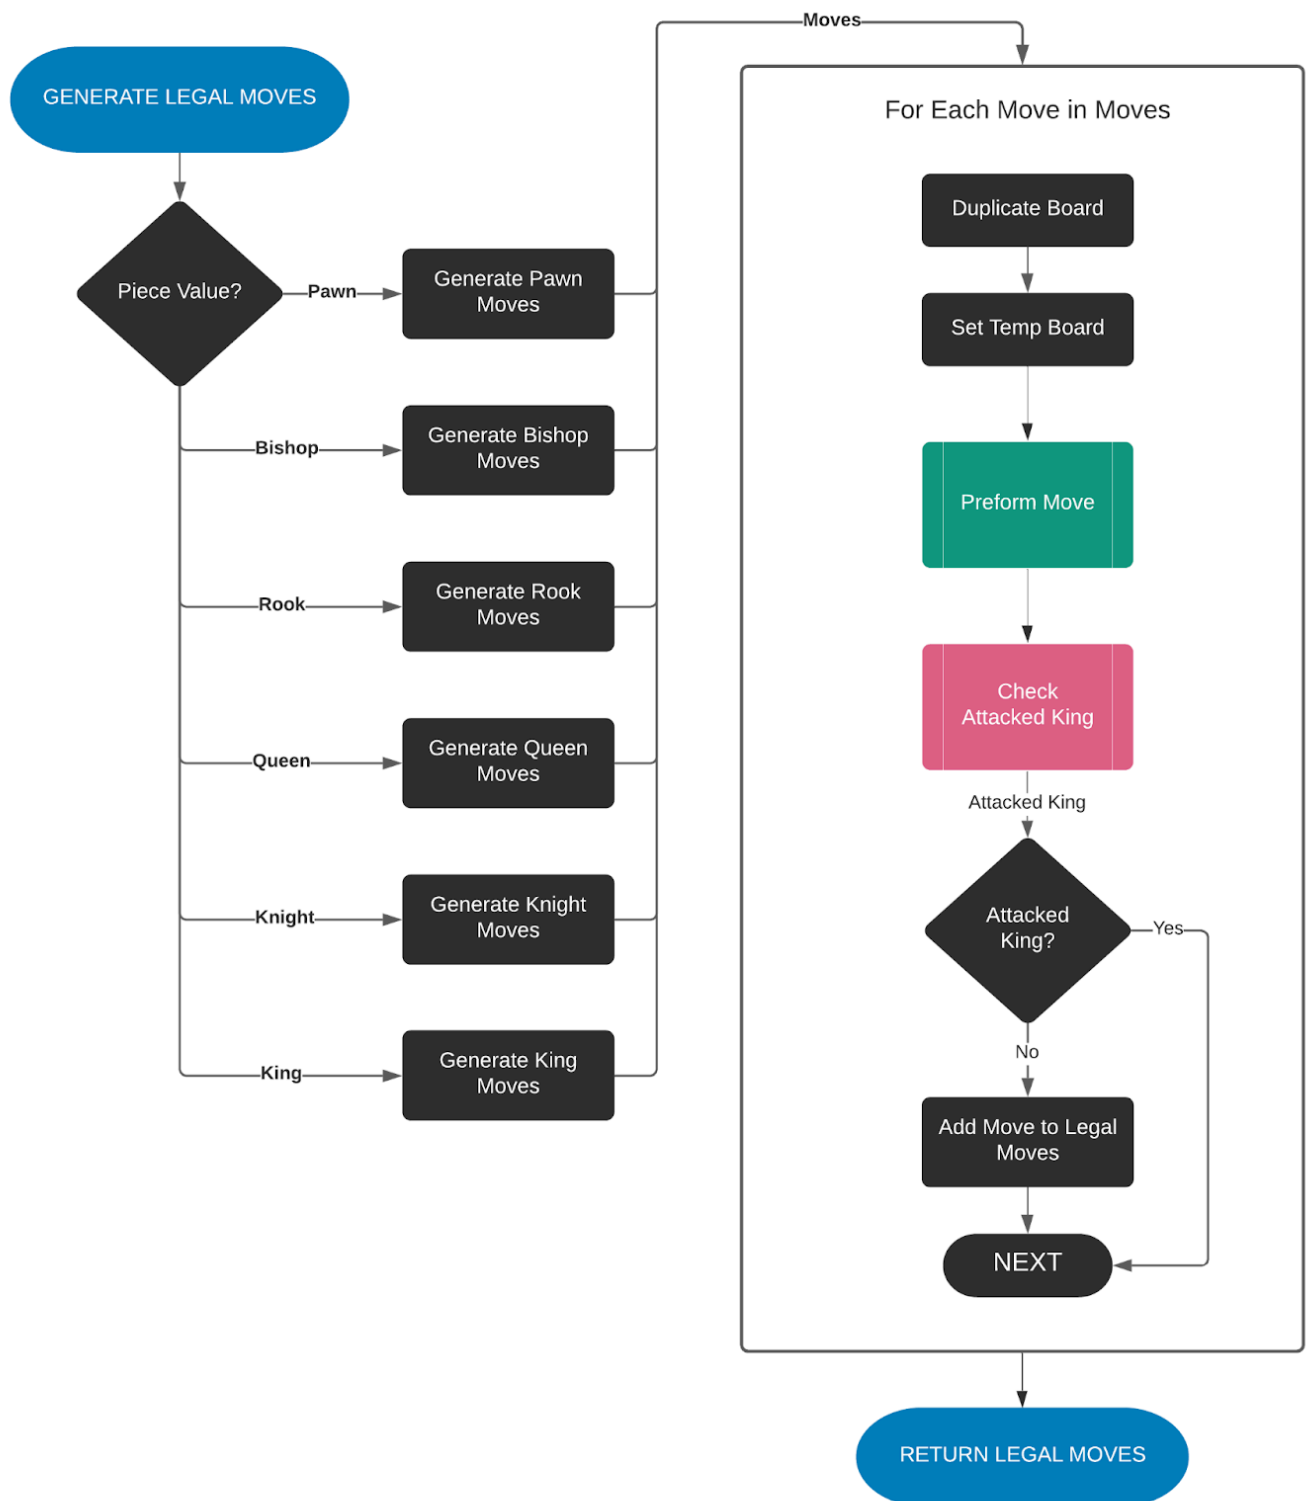 GENERATE LEGAL MOVES
Piece Value?
Pawn
Generate Pawn
Moves
Bishop
Generate Bishop
Moves
Rook
Generate Rook
Moves
Queen
Generate Queen
Moves
Knight
Generate Knight
Moves
King
Generate King
Moves
Moves
For Each Move in Moves
Duplicate Board
Set Temp Board
Preform Move
Check
Attacked King
Attacked King
Attacked
King?
Yes
No
Add Move to Legal
Moves
NEXT
RETURN LEGAL MOVES